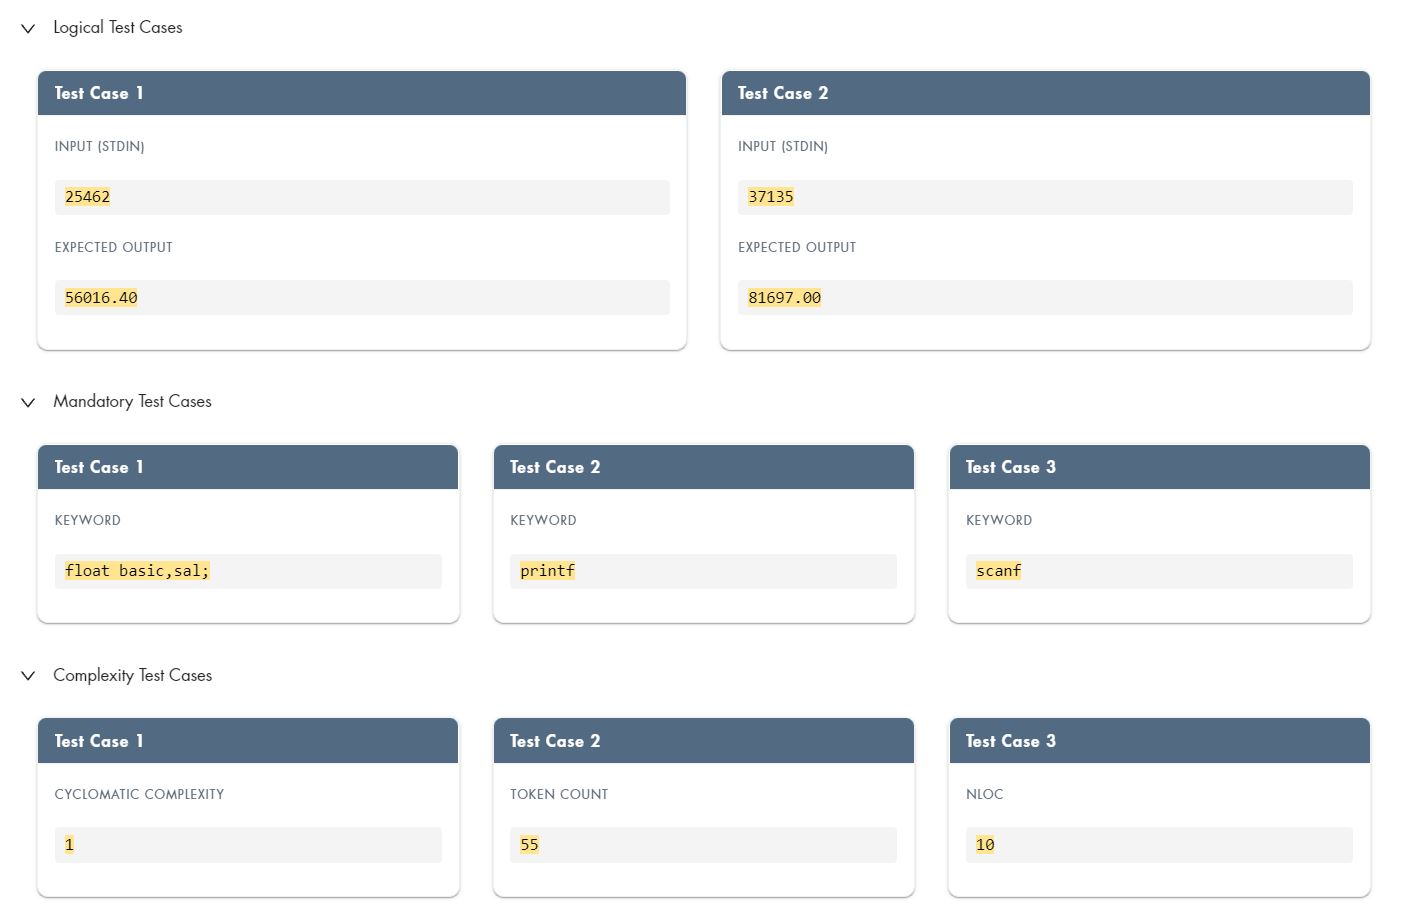 Logical Test Cases
Test Case 1
INPUT (STDIN)
25462
EXPECTED OUTPUT
56016.40
Test Case 2
INPUT (STDIN)
37135
EXPECTED OUTPUT
81697.00
Mandatory Test Cases
Test Case 1
KEYWORD
float basic,sal;
Test Case 2
KEYWORD
printf
Test Case 3
KEYWORD
scanf
Complexity Test Cases
Test Case 1
CYCLOMATIC COMPLEXITY
1
Test Case 2
TOKEN COUNT
55
Test Case 3
NLOC
10